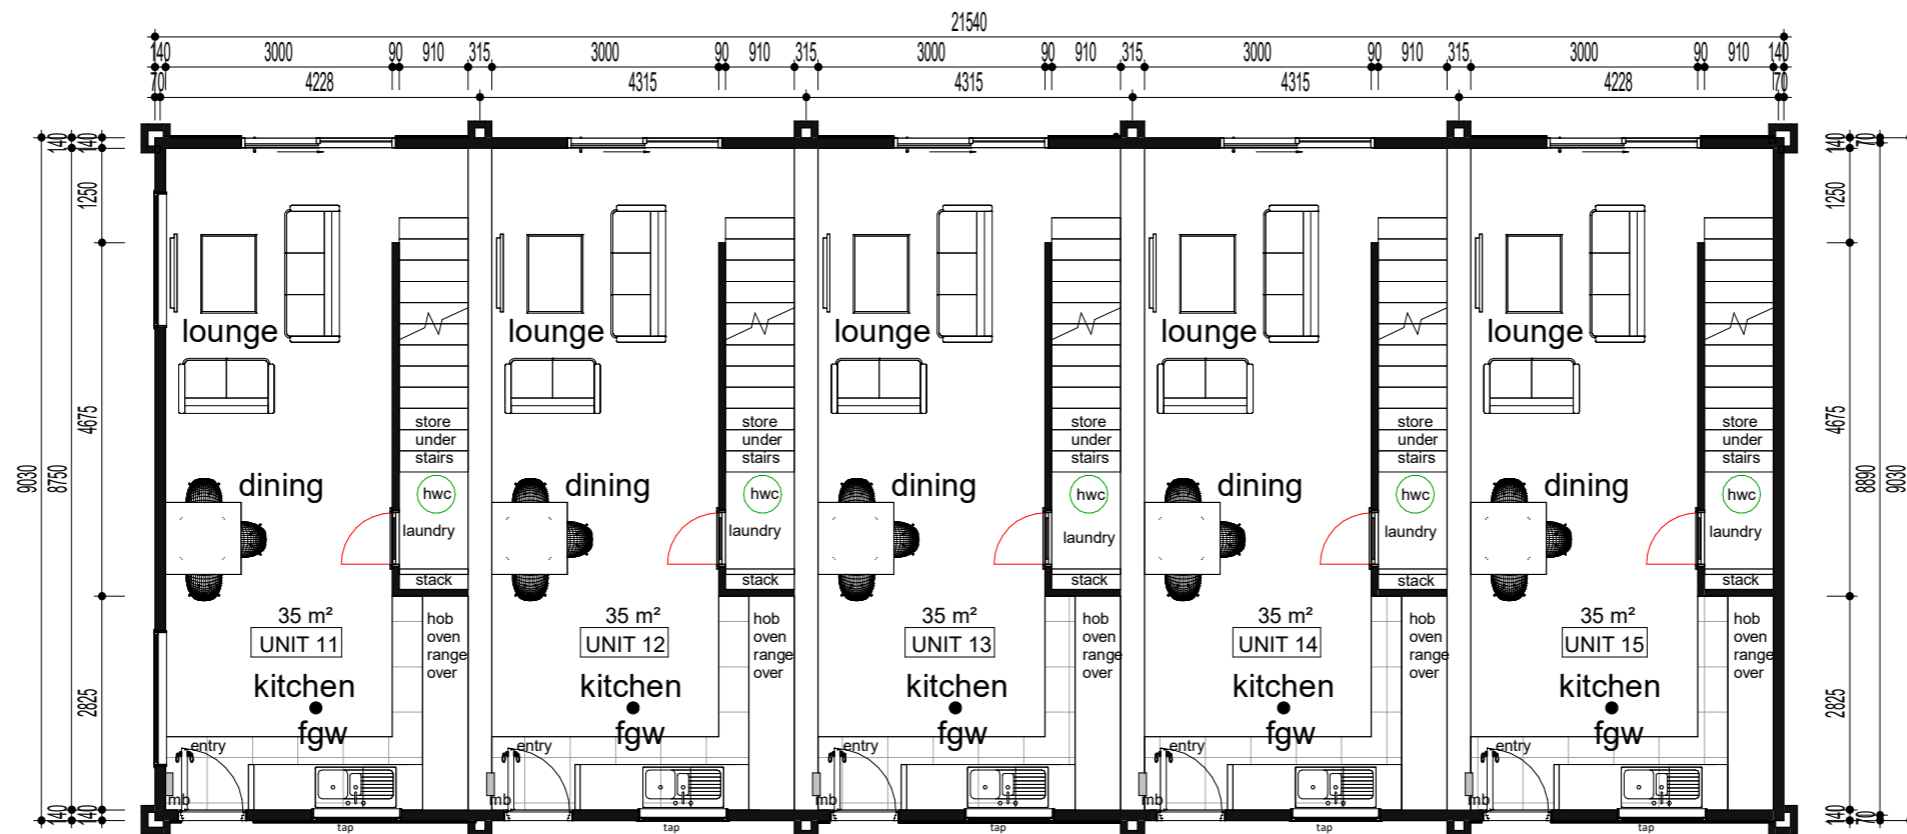 21540
140 3000 90 910 315 3000 90 910 315 3000 90 910 315 3000 90 910 315 3000 90 910 140
70 4228 4315 4315 4315 4228 70
140 140 140 70
1250 1250
lounge lounge lounge lounge lounge
4675 4675
9030 8750 8890 9030
store store store store store
under under under under under
stairs stairs stairs stairs stairs
dining hwc dining hwc dining hwc dining hwc dining hwc
laundry laundry laundry laundry laundry
stack stack stack stack stack
35 m² 35 m² 35 m² 35 m² 35 m²
UNIT 11 UNIT 12 UNIT 13 UNIT 14 UNIT 15
hob hob hob hob hob
oven oven oven oven oven
range range range range range
over over over over over
2825 2825
kitchen kitchen kitchen kitchen kitchen
fgw fgw fgw fgw fgw
entry entry entry entry entry
mb mb mb mb mb
140 140 140 70
tap tap tap tap tap